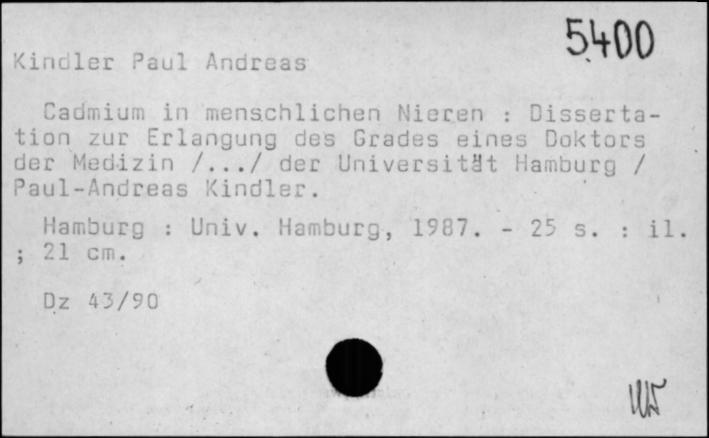 5400
Kindler Paul Andreas
Cadmium in menschlichen Nieren : Disserta-
tion zur Erlangung des Grades eines Doktors
der Medizin /.../ der Universität Hamburg /
Paul-Andreas Kindler.
Hamburg : Univ. Hamburg, 1987. - 25 s. : il.
; 21 cm.
Dz 43/90